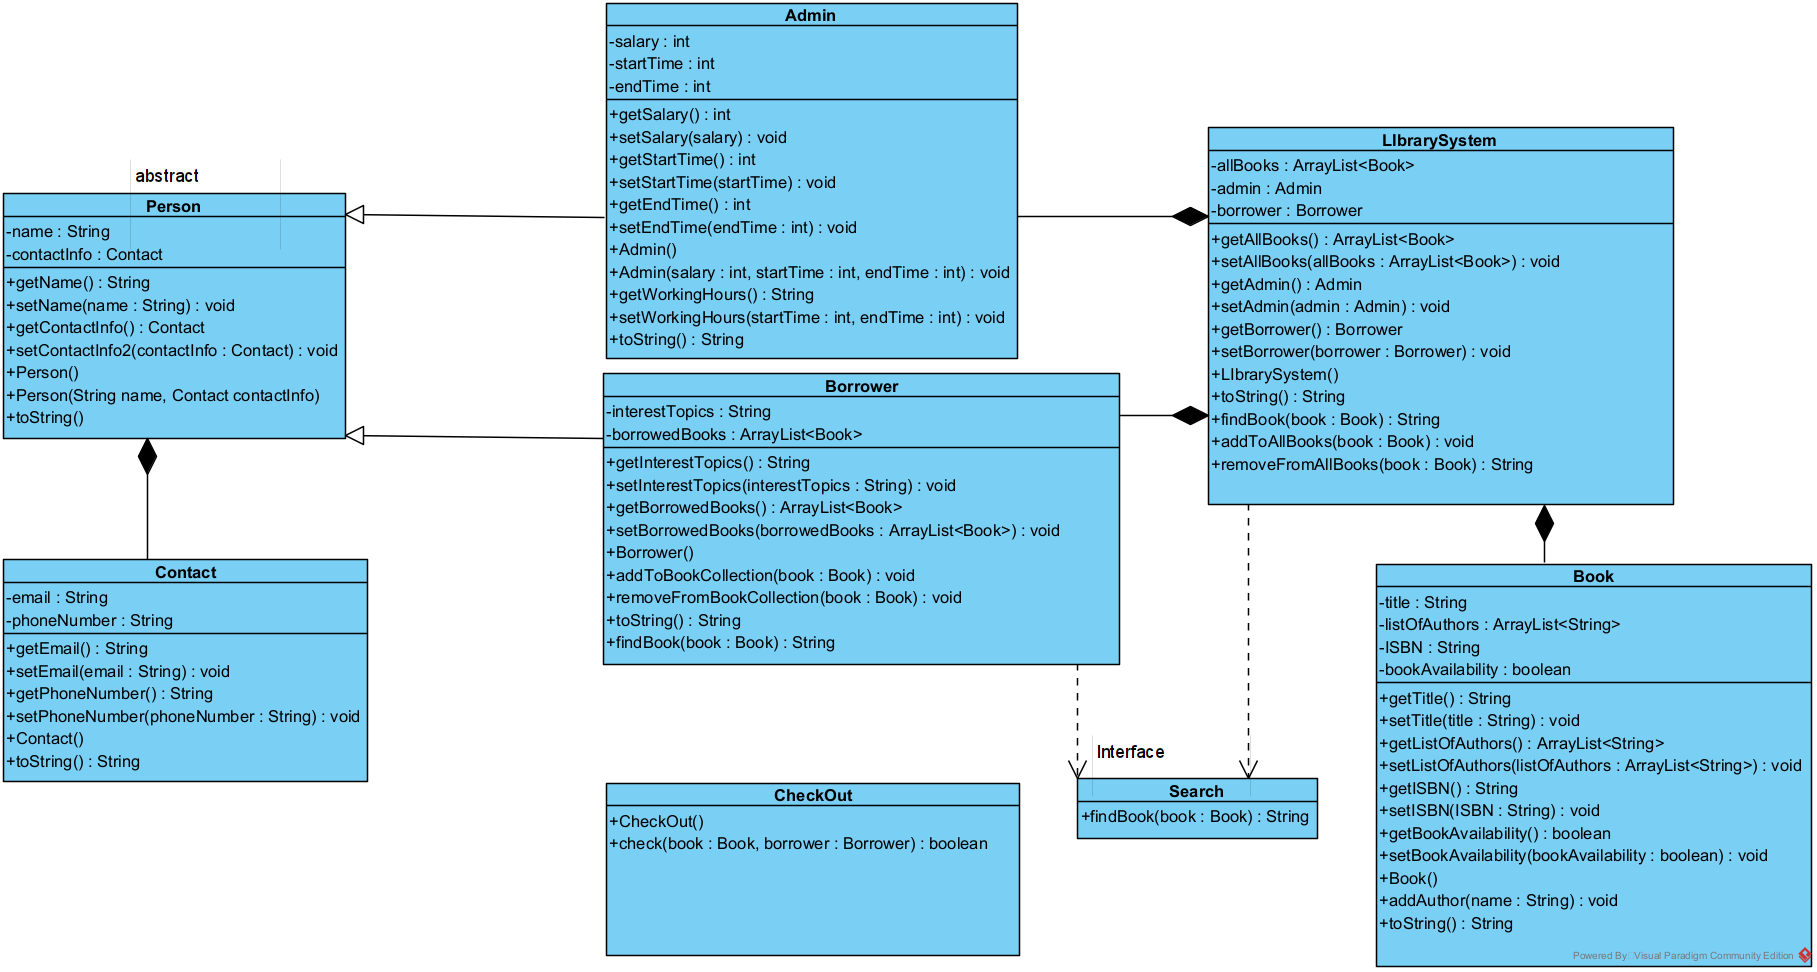 Admin
-salary : int
-startTime : int
-endTime : int
+getSalary() : int
+setSalary(salary) : void
+getStartTime() : int
+setStartTime(startTime) : void
+getEndTime() : int
+setEndTime(endTime : int) : void
+Admin()
+Admin(salary : int, startTime : int, endTime : int) : void
+getWorkingHours() : String
+setWorkingHours(startTime : int, endTime : int) : void
+toString() : String
LIbrarySystem
-allBooks : ArrayList<Book>
-admin : Admin
-borrower : Borrower
+getAllBooks() : ArrayList<Book>
+setAllBooks(allBooks : ArrayList<Book>) : void
+getAdmin() : Admin
+setAdmin(admin : Admin) : void
+getBorrower() : Borrower
+setBorrower(borrower : Borrower) : void
+LIbrarySystem()
+toString() : String
+findBook(book : Book) : String
+addToAllBooks(book : Book) : void
+removeFromAllBooks(book : Book) : String
abstract
Person
-name : String
-contactInfo : Contact
+getName() : String
+setName(name : String) : void
+getContactInfo() : Contact
+setContactInfo2(contactInfo : Contact) : void
+Person()
+Person(String name, Contact contactInfo)
+toString()
Borrower
-interestTopics : String
-borrowedBooks : ArrayList<Book>
+getInterestTopics() : String
+setInterestTopics(interestTopics : String) : void
+getBorrowedBooks() : ArrayList<Book>
+setBorrowedBooks(borrowedBooks : ArrayList<Book>) : void
+Borrower()
+addToBookCollection(book : Book) : void
+removeFromBookCollection(book : Book) : void
+toString() : String
+findBook(book : Book) : String
Contact
-email : String
-phoneNumber : String
+getEmail() : String
+setEmail(email : String) : void
+getPhoneNumber() : String
+setPhoneNumber(phoneNumber : String) : void
+Contact()
+toString() : String
Book
-title : String
-listOfAuthors : ArrayList<String>
-ISBN : String
-bookAvailability : boolean
+getTitle() : String
+setTitle(title : String) : void
+getListOfAuthors() : ArrayList<String>
+setListOfAuthors(listOfAuthors : ArrayList<String>) : void
+getISBN() : String
+setISBN(ISBN : String) : void
+getBookAvailability() : boolean
+setBookAvailability(bookAvailability : boolean) : void
+Book()
+addAuthor(name : String) : void
+toString() : String
Interface
Search
+findBook(book : Book) : String
CheckOut
+CheckOut()
+check(book : Book, borrower : Borrower) : boolean
Powered By Visual Paradigm Community Edition